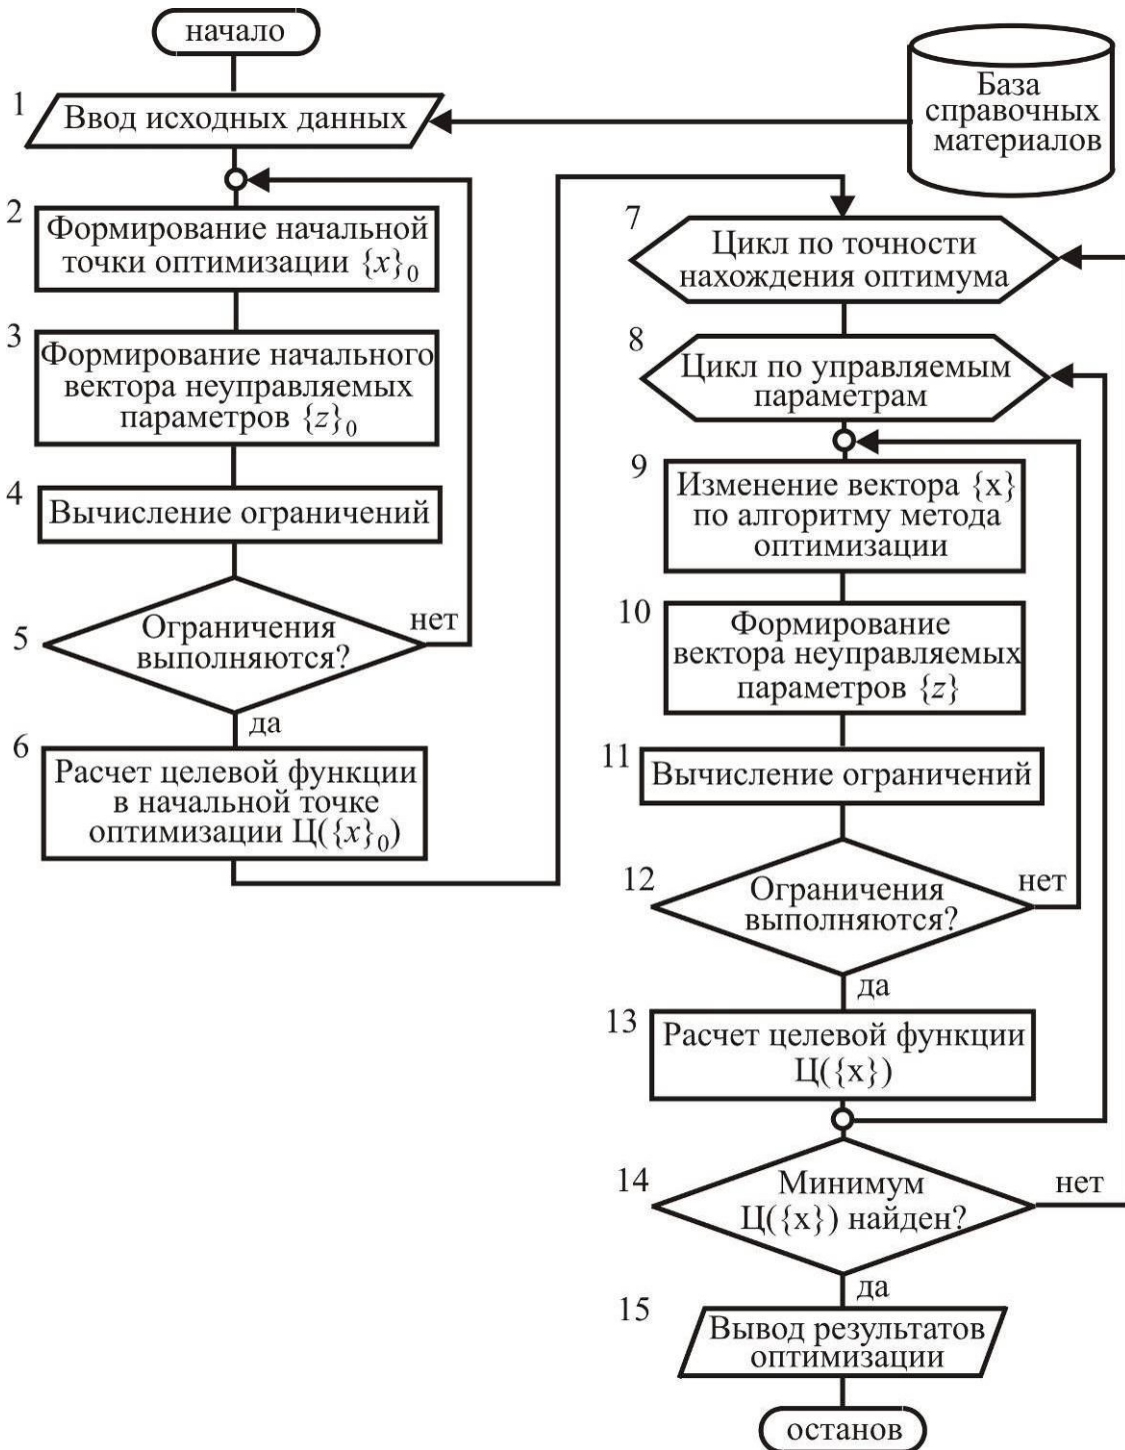 начало
База
справочных
материалов
1
Ввод исходных данных
2
Формирование начальной
точки оптимизации {x}₀
3
Формирование начального
вектора неуправляемых
параметров {z}₀
4
Вычисление ограничений
5
Ограничения
выполняются?
нет
да
6
Расчет целевой функции
в начальной точке
оптимизации Ц({x}₀)
7
Цикл по точности
нахождения оптимума
8
Цикл по управляемым
параметрам
9
Изменение вектора {x}
по алгоритму метода
оптимизации
10
Формирование
вектора неуправляемых
параметров {z}
11
Вычисление ограничений
12
Ограничения
выполняются?
нет
да
13
Расчет целевой функции
Ц({x})
14
Минимум
Ц({x}) найден?
нет
да
15
Вывод результатов
оптимизации
останов